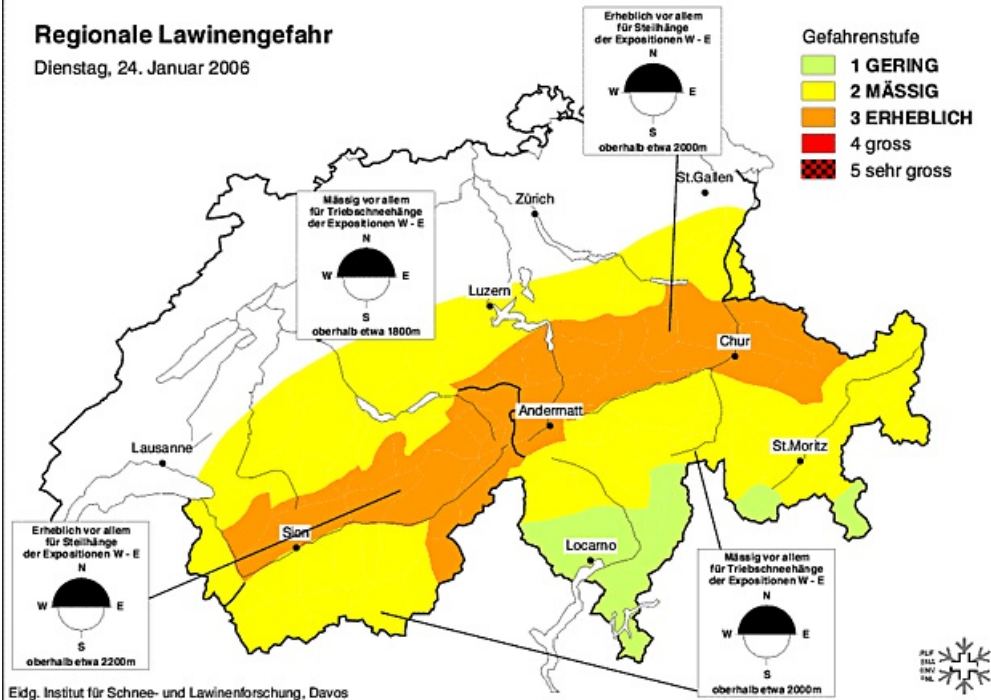 Regionale Lawinengefahr
Dienstag, 24. Januar 2006
Erheblich vor allem
für Steilhänge
der Expositionen W - E
N
W E
S
oberhalb etwa 2000m
Gefahrenstufe
1 GERING
2 MÄSSIG
3 ERHEBLICH
4 gross
5 sehr gross
St.Gallen
Zürich
Mässig vor allem
für Triebschneehänge
der Expositionen W - E
N
W E
S
oberhalb etwa 1800m
Luzern
Chur
Andermatt
Lausanne
St.Moritz
Sion
Locarno
Erheblich vor allem
für Steilhänge
der Expositionen W - E
N
W E
S
oberhalb etwa 2200m
Mässig vor allem
für Triebschneehänge
der Expositionen W - E
N
W E
S
oberhalb etwa 2000m
Eidg. Institut für Schnee- und Lawinenforschung, Davos